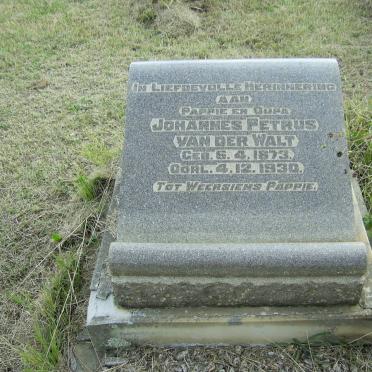 In Liefdevolle Herinnering
aan
Pappie en Oupa
Johannes Petrus
van der Walt
Geb. 6. 4. 1873.
Oorl. 4. 12. 1930.
Tot Weersiens Pappie.